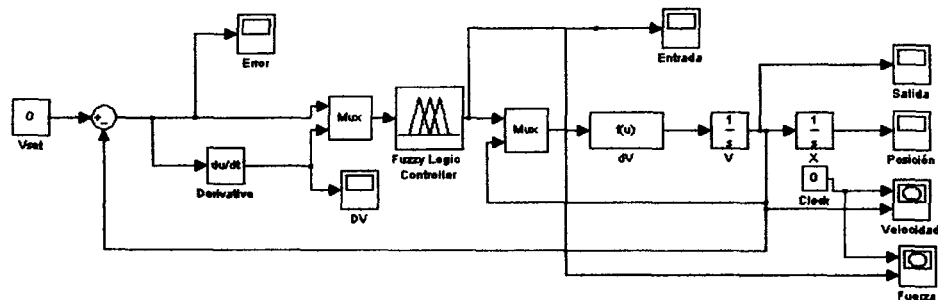 Error
Entrada
Salida
0
Vset
+
-
Mux
Fuzzy Logic
Controller
Mux
f(u)
dV
1
s
V
1
s
X
Posición
du/dt
Derivative
DV
0
Clock
Velocidad
Fuerza